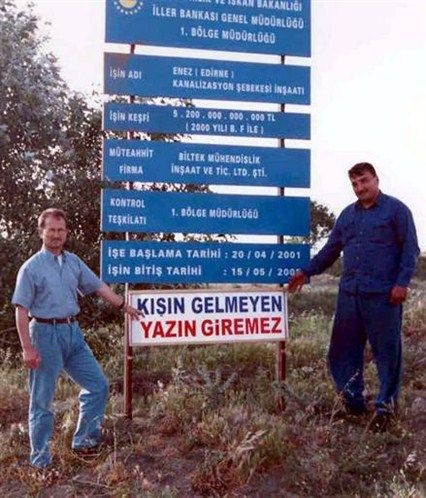 VE İSKAN BAKANLIĞI
İLLER BANKASI GENEL MÜDÜRLÜĞÜ
1. BÖLGE MÜDÜRLÜĞÜ
İŞİN ADI : ENEZ ( EDİRNE )
KANALİZASYON ŞEBEKESİ İNŞAATI
İŞİN KEŞFİ : 5 . 200 . 000 . 000 . 000 TL
( 2000 YILI B. F İLE )
MÜTEAHHİT FİRMA : BİLTEK MÜHENDİSLİK
İNŞAAT VE TİC. LTD. ŞTİ.
KONTROL TEŞKİLATI : 1. BÖLGE MÜDÜRLÜĞÜ
İŞE BAŞLAMA TARİHİ : 20 / 04 / 2001
İŞİN BİTİŞ TARİHİ : 15 / 05 /
KIŞIN GELMEYEN
YAZIN GİREMEZ